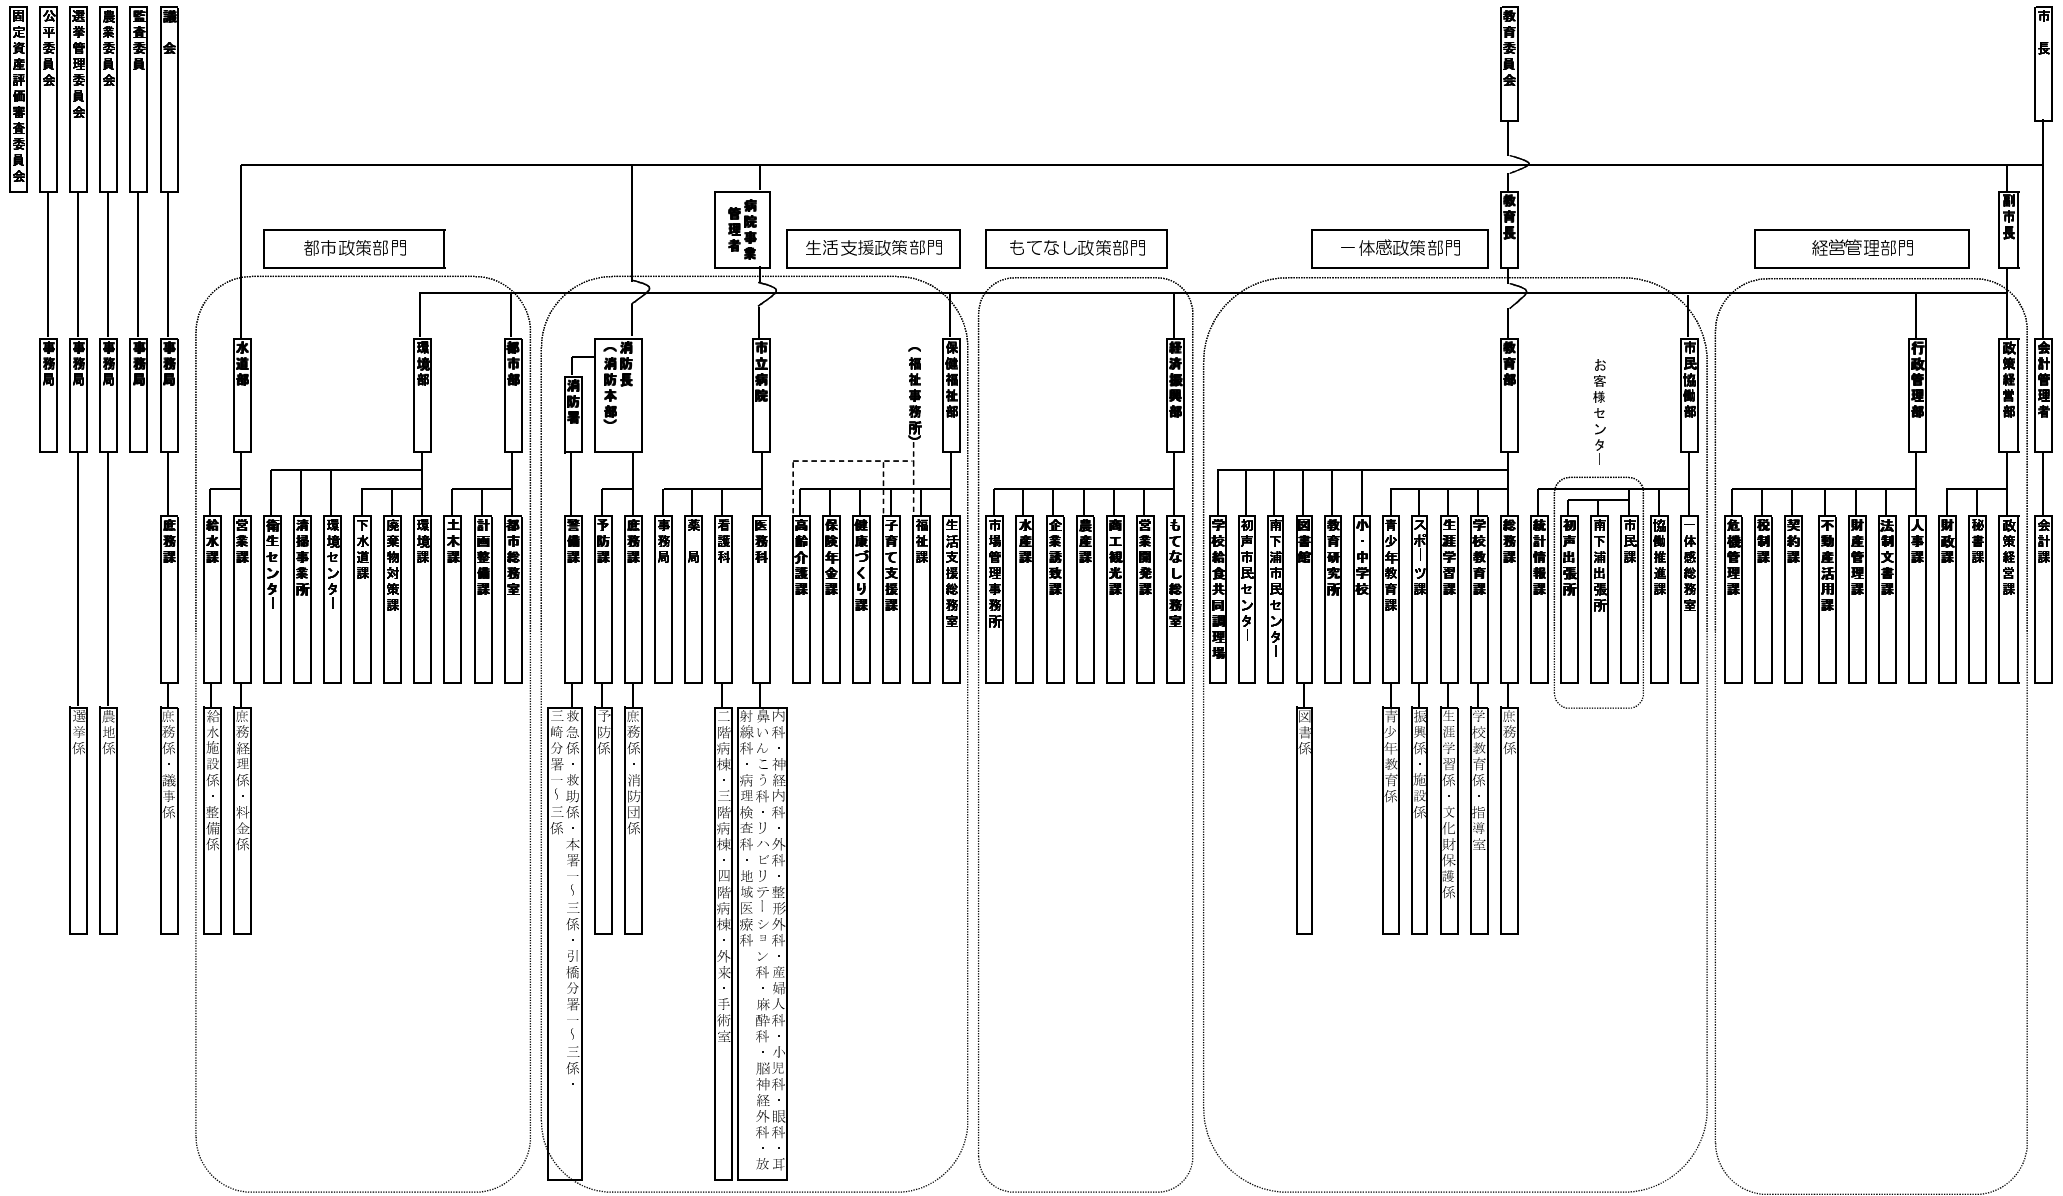 市長
副市長
会計管理者
会計課
経営管理部門
政策経営部
政策経営課
秘書課
財政課
行政管理部
人事課
法制文書課
財産管理課
不動産活用課
契約課
税制課
危機管理課
教育委員会
教育長
一体感政策部門
市民協働部
一体感総務室
協働推進課
お客様センター
市民課
南下浦出張所
初声出張所
統計情報課
教育部
総務課
庶務係
学校教育課
学校教育係・指導室
生涯学習課
生涯学習係・文化財保護係
スポーツ課
振興係・施設係
青少年教育課
青少年教育係
小・中学校
教育研究所
図書館
図書係
南下浦市民センター
初声市民センター
学校給食共同調理場
もてなし政策部門
経済振興部
もてなし総務室
営業開発課
商工観光課
農産課
企業誘致課
水産課
市場管理事務所
生活支援政策部門
保健福祉部
(福祉事務所)
生活支援総務室
福祉課
子育て支援課
健康づくり課
保険年金課
高齢介護課
病院事業
管理者
市立病院
医務科
内科・神経内科・外科・整形外科・産婦人科・小児科・眼科・耳
鼻いんこう科・リハビリテーション科・麻酔科・脳神経外科・放
射線科・病理検査科・地域医療科
看護科
二階病棟・三階病棟・四階病棟・外来・手術室
薬局
事務局
消防長
(消防本部)
庶務課
庶務係・消防団係
予防課
予防係
消防署
警備課
救急係・救助係・本署一~三係・引橋分署一~三係・
三崎分署一~三係
都市政策部門
都市部
都市総務室
計画整備課
土木課
環境部
環境課
廃棄物対策課
下水道課
環境センター
清掃事業所
衛生センター
水道部
営業課
庶務経理係・料金係
給水課
給水施設係・整備係
議会
事務局
庶務課
庶務係・議事係
監査委員
事務局
農業委員会
事務局
農地係
選挙管理委員会
事務局
選挙係
公平委員会
事務局
固定資産評価審査委員会